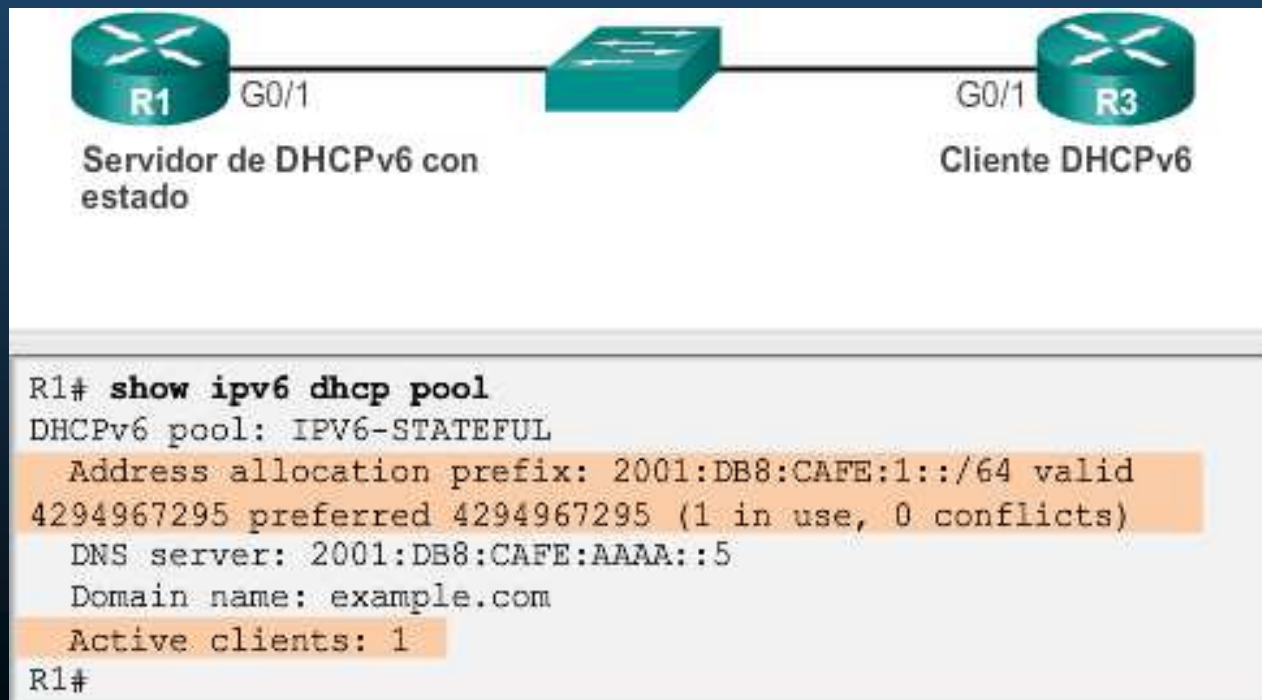 R1
G0/1
G0/1
R3
Servidor de DHCPv6 con
estado
Cliente DHCPv6
R1# show ipv6 dhcp pool
DHCPv6 pool: IPV6-STATEFUL
Address allocation prefix: 2001:DB8:CAFE:1::/64 valid
4294967295 preferred 4294967295 (1 in use, 0 conflicts)
DNS server: 2001:DB8:CAFE:AAAA::5
Domain name: example.com
Active clients: 1
R1#